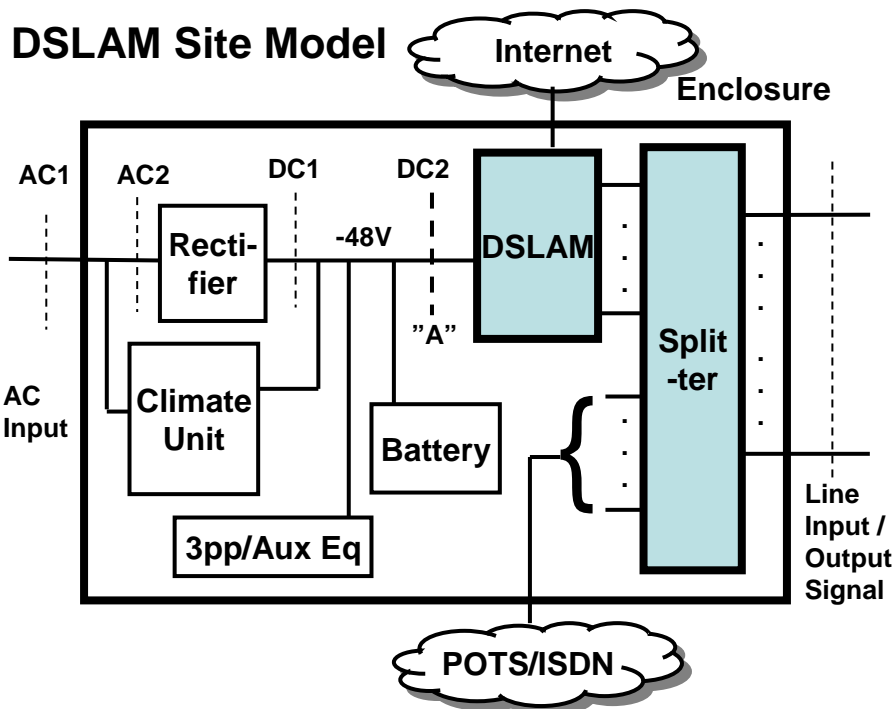 DSLAM Site Model
Internet
Enclosure
AC1
AC2
DC1
DC2
-48V
Recti-
fier
DSLAM
"A"
Split
-ter
AC
Input
Climate
Unit
Battery
3pp/Aux Eq
Line
Input /
Output
Signal
POTS/ISDN